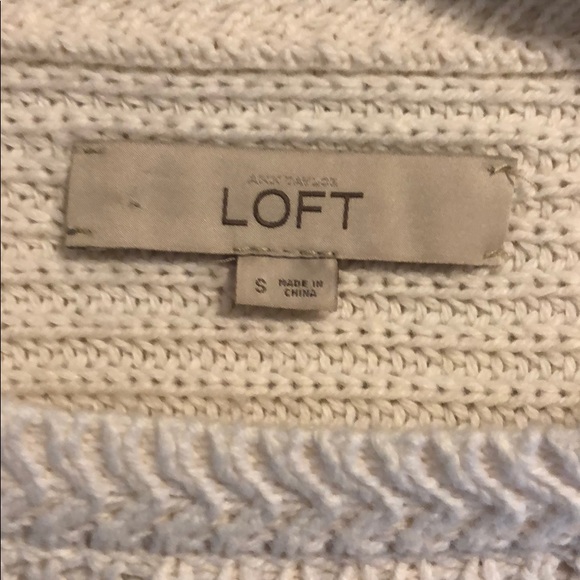 ANN TAYLOR
LOFT
S
MADE IN
CHINA